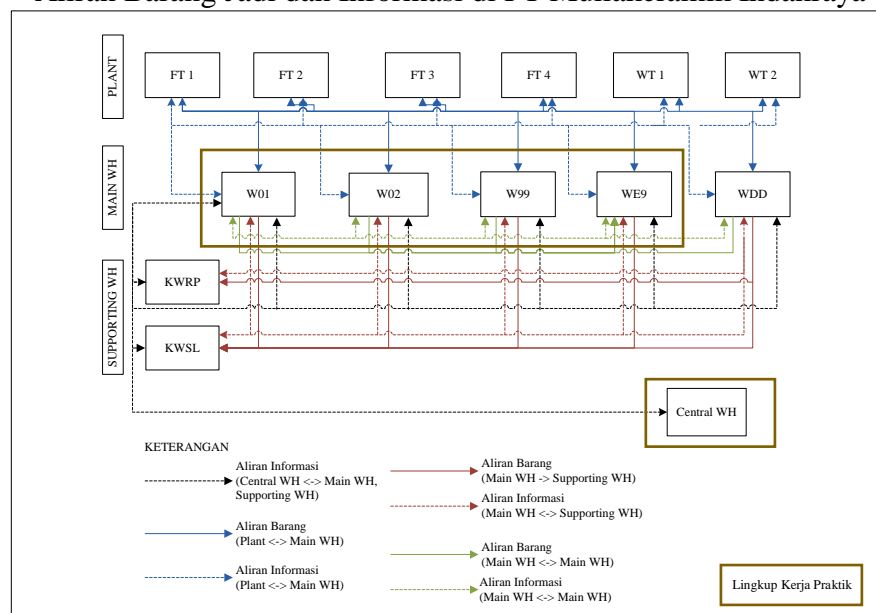 Aliran Barang Jadi dan Informasi di PT Muliakeramik Indahraya
PLANT
FT 1
FT 2
FT 3
FT 4
WT 1
WT 2
MAIN WH
W01
W02
W99
WE9
WDD
SUPPORTING WH
KWRP
KWSL
Central WH
KETERANGAN
Aliran Informasi
(Central WH <-> Main WH,
Supporting WH)
Aliran Barang
(Plant <-> Main WH)
Aliran Informasi
(Plant <-> Main WH)
Aliran Barang
(Main WH -> Supporting WH)
Aliran Informasi
(Main WH <-> Supporting WH)
Aliran Barang
(Main WH <-> Main WH)
Aliran Informasi
(Main WH <-> Main WH)
Lingkup Kerja Praktik